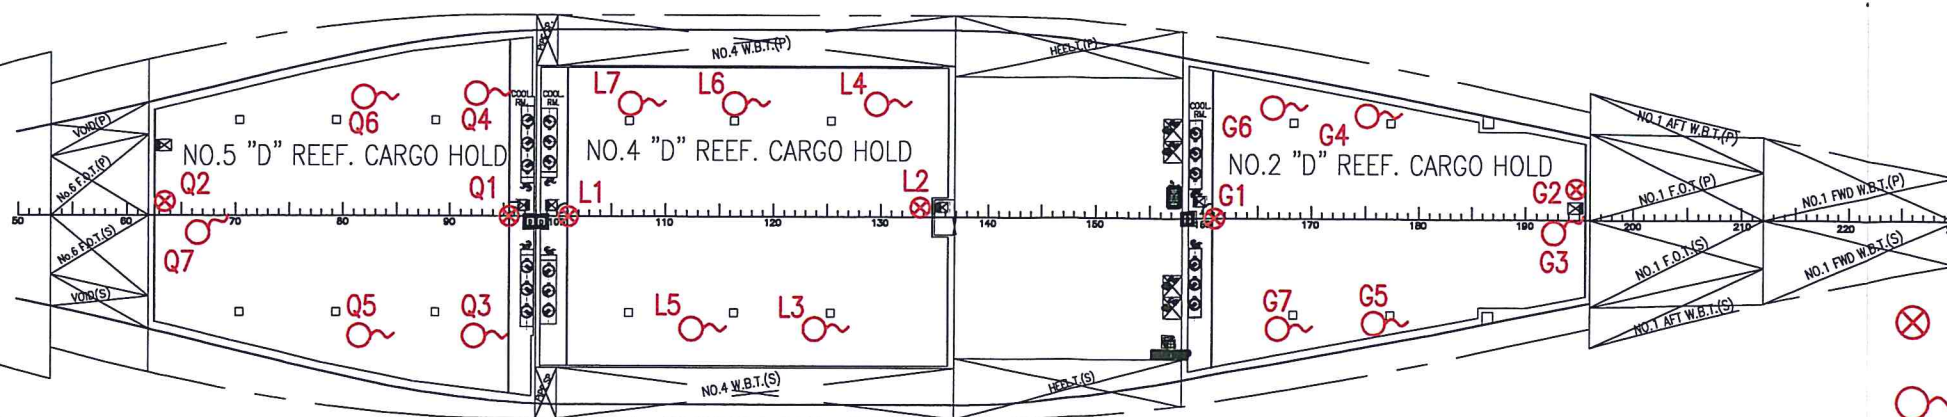 NO.4 W.B.T.(P)
HEEL.T.(P)
L7 L6 L4
COOL. RM.
COOL. RM.
COOL. RM.
Q6 Q4
G6 G4
VOID(P)
NO.1 AFT W.B.T.(P)
NO.5 "D" REEF. CARGO HOLD
NO.4 "D" REEF. CARGO HOLD
NO.2 "D" REEF. CARGO HOLD
No.6 F.O.T.(P)
NO.1 F.O.T.(P)
NO.1 FWD W.B.T.(P)
Q2 Q1 L1 L2 G1 G2
50 60 70 80 90 100 110 120 130 140 150 160 170 180 190 200 210 220
No.6 F.O.T.(S)
Q7
G3
NO.1 F.O.T.(S)
NO.1 FWD W.B.T.(S)
VOID(S)
Q5 Q3 L5 L3 G7 G5
NO.1 AFT W.B.T.(S)
NO.4 W.B.T.(S)
HEEL.T.(S)